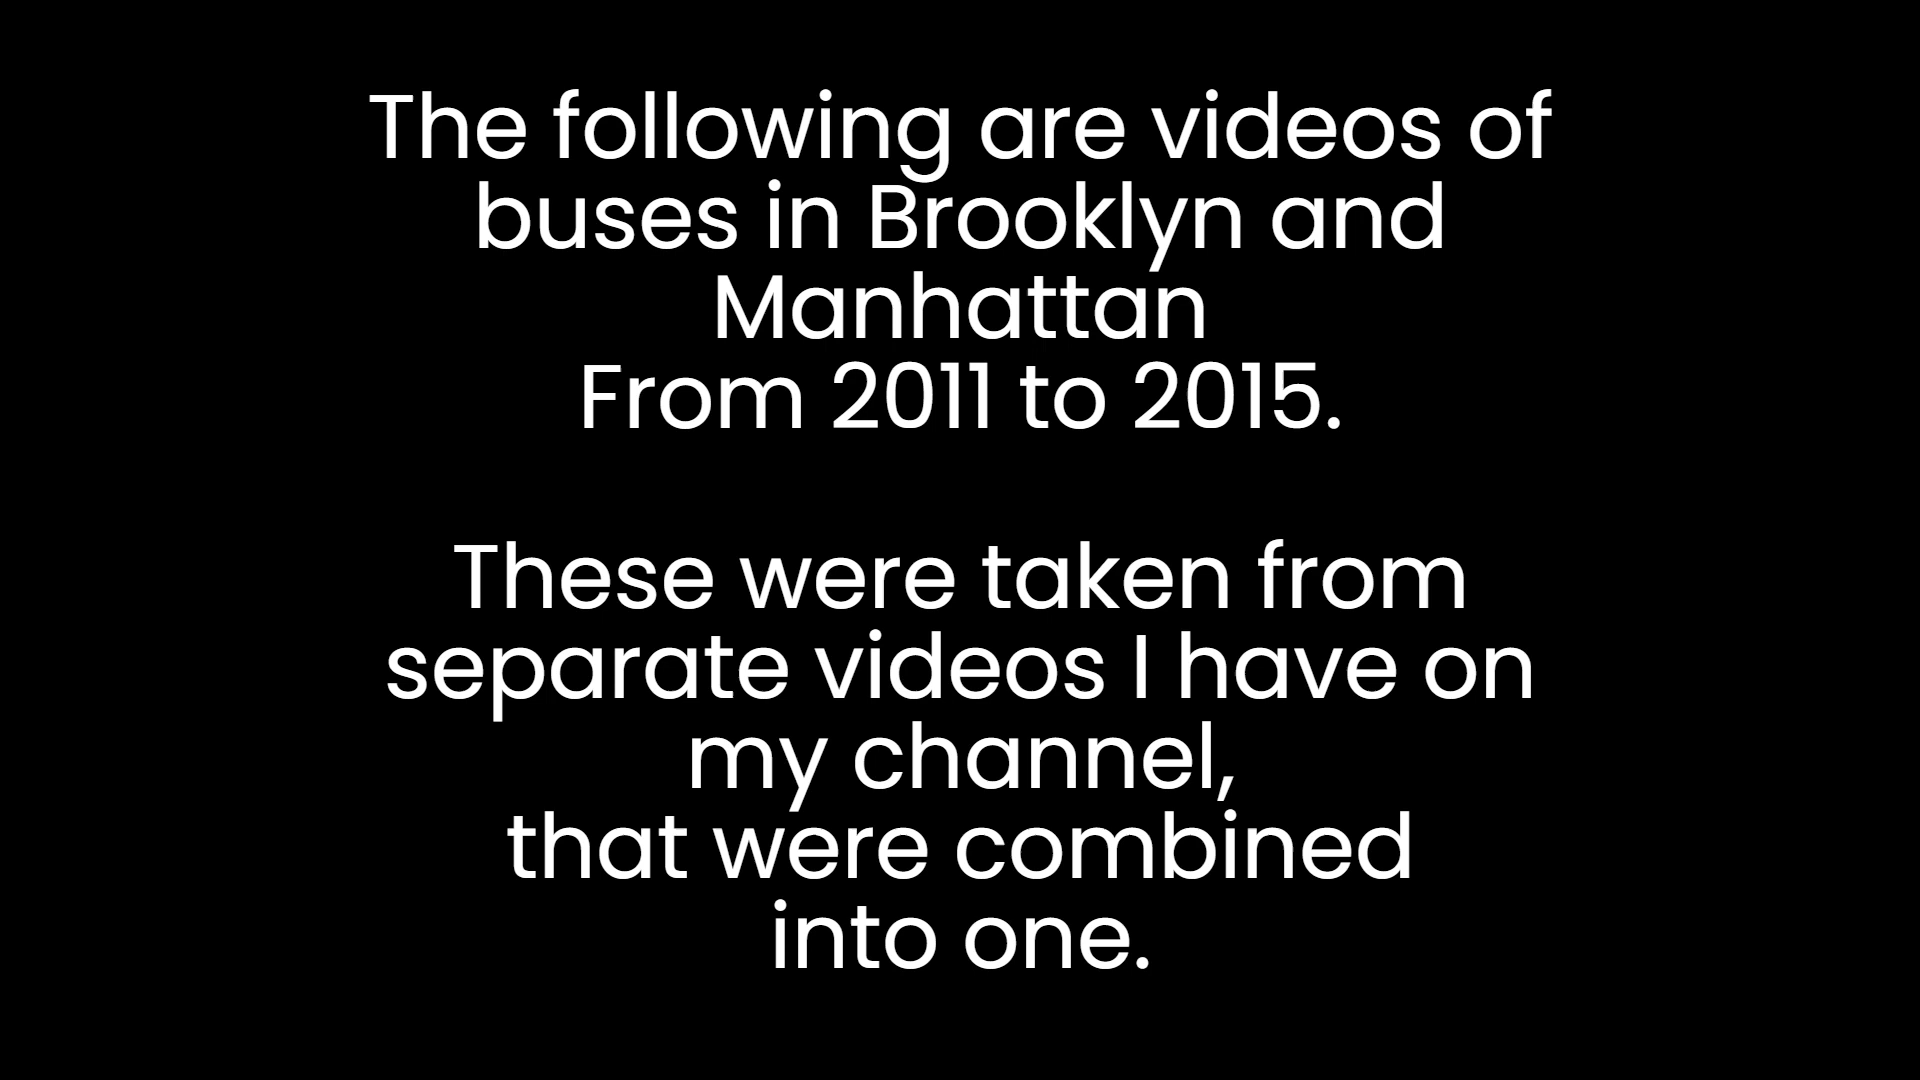 The following are videos of
buses in Brooklyn and
Manhattan
From 2011 to 2015.
These were taken from
separate videos I have on
my channel,
that were combined
into one.